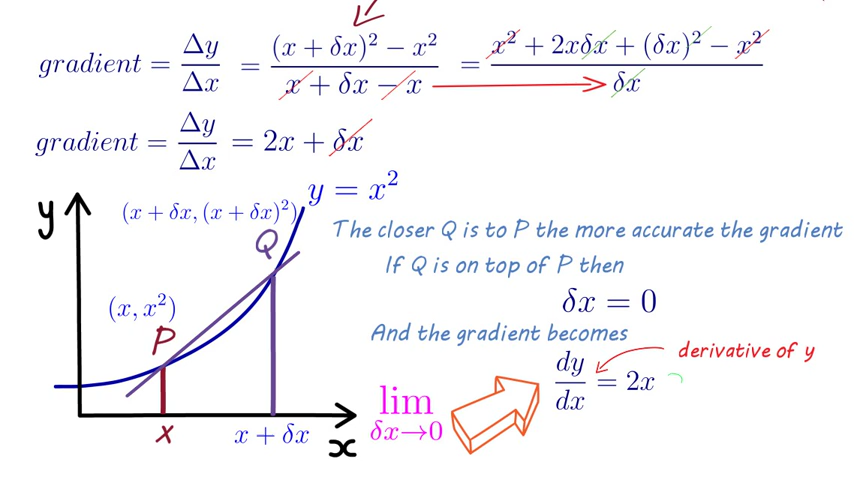 gradient = Δy/Δx = ((x + δx)² − x²)/(x + δx − x) = (x² + 2xδx + (δx)² − x²)/δx
gradient = Δy/Δx = 2x + δx
y = x²
y
(x + δx, (x + δx)²)
Q
The closer Q is to P the more accurate the gradient
If Q is on top of P then
δx = 0
(x, x²)
P
And the gradient becomes
derivative of y
dy/dx = 2x
lim δx→0
x
x + δx
x